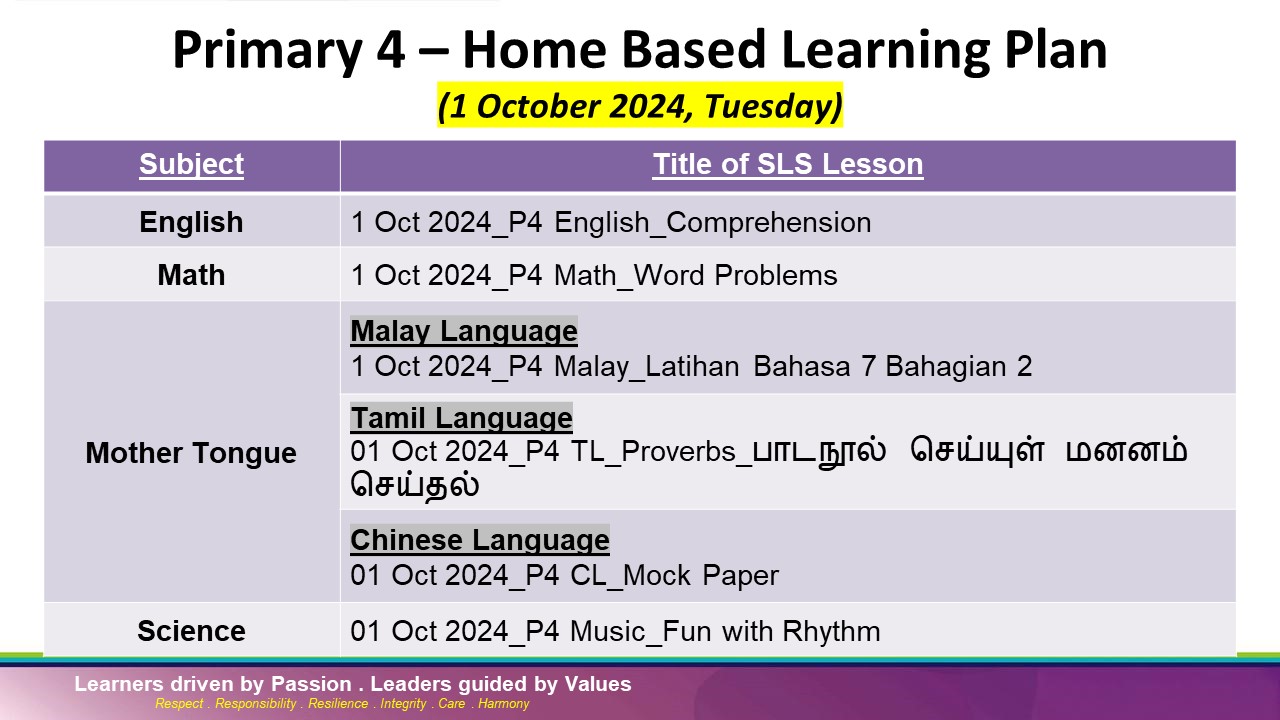 Primary 4 – Home Based Learning Plan
(1 October 2024, Tuesday)
Subject
Title of SLS Lesson
English
1 Oct 2024_P4 English_Comprehension
Math
1 Oct 2024_P4 Math_Word Problems
Mother Tongue
Malay Language
1 Oct 2024_P4 Malay_Latihan Bahasa 7 Bahagian 2
Tamil Language
01 Oct 2024_P4 TL_Proverbs_பாடநூல் செய்யுள் மனனம்
செய்தல்
Chinese Language
01 Oct 2024_P4 CL_Mock Paper
Science
01 Oct 2024_P4 Music_Fun with Rhythm
Learners driven by Passion . Leaders guided by Values
Respect . Responsibility . Resilience . Integrity . Care . Harmony